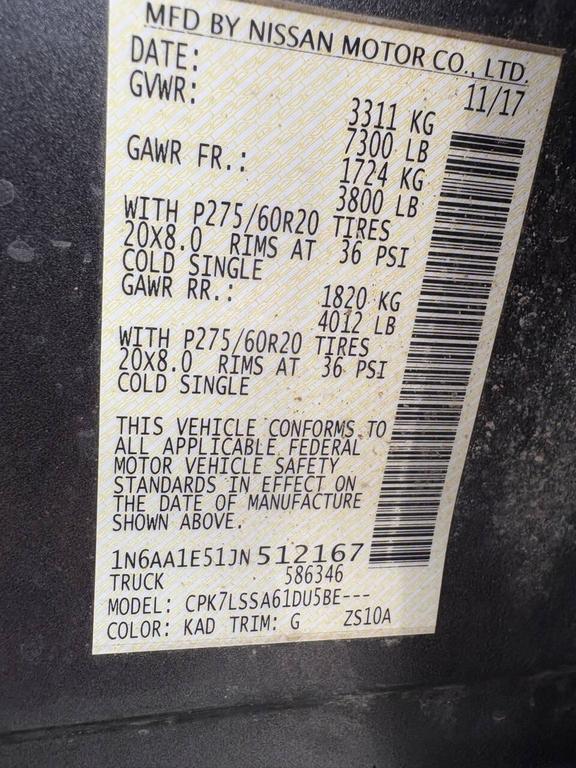 MFD BY NISSAN MOTOR CO., LTD.
DATE: 11/17
GVWR: 3311 KG
7300 LB
GAWR FR.: 1724 KG
3800 LB
WITH P275/60R20 TIRES
20X8.0 RIMS AT 36 PSI
COLD SINGLE
GAWR RR.: 1820 KG
4012 LB
WITH P275/60R20 TIRES
20X8.0 RIMS AT 36 PSI
COLD SINGLE
THIS VEHICLE CONFORMS TO
ALL APPLICABLE FEDERAL
MOTOR VEHICLE SAFETY
STANDARDS IN EFFECT ON
THE DATE OF MANUFACTURE
SHOWN ABOVE.
1N6AA1E51JN512167
TRUCK 586346
MODEL: CPK7LSSA61DU5BE---
COLOR: KAD TRIM: G ZS10A